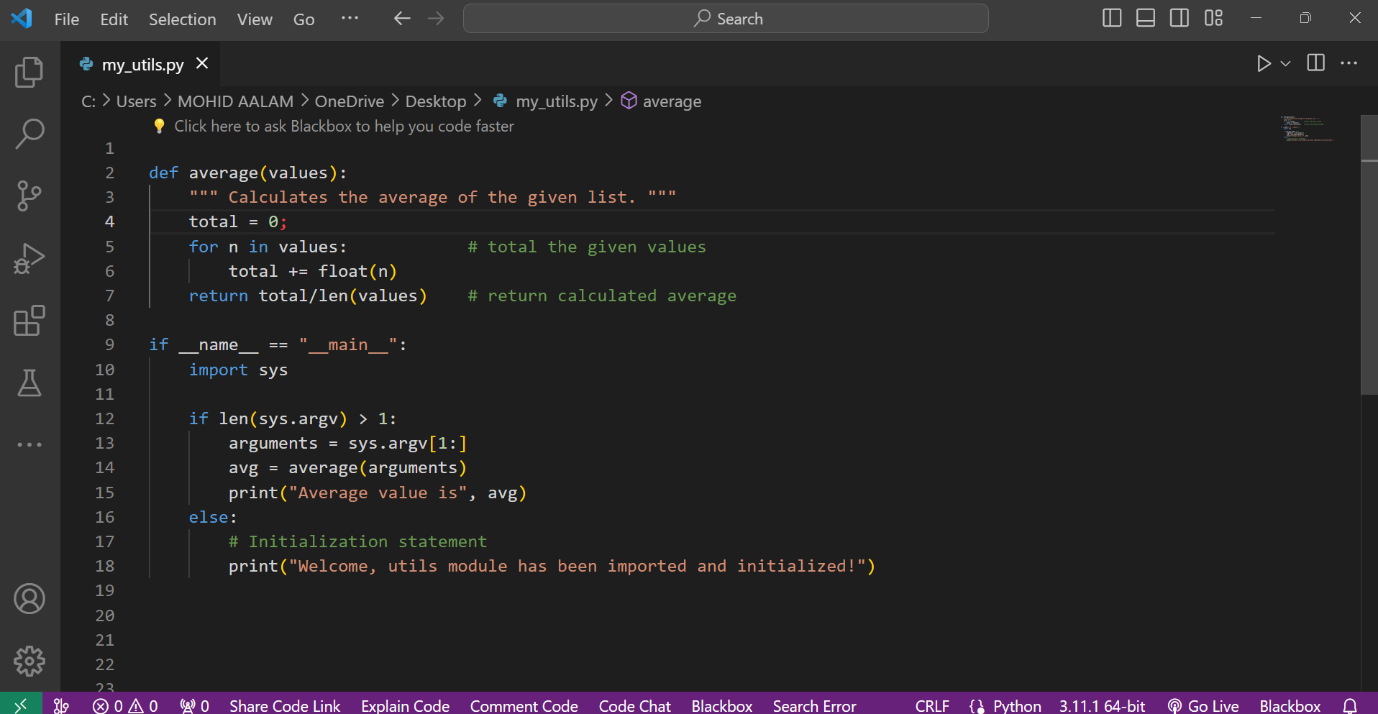 File Edit Selection View Go ... Search
my_utils.py
C: > Users > MOHID AALAM > OneDrive > Desktop > my_utils.py > average
Click here to ask Blackbox to help you code faster
1
2 def average(values):
3 """ Calculates the average of the given list. """
4 total = 0;
5 for n in values: # total the given values
6 total += float(n)
7 return total/len(values) # return calculated average
8
9 if __name__ == "__main__":
10 import sys
11
12 if len(sys.argv) > 1:
13 arguments = sys.argv[1:]
14 avg = average(arguments)
15 print("Average value is", avg)
16 else:
17 # Initialization statement
18 print("Welcome, utils module has been imported and initialized!")
19
20
21
22
23
0 0 0 Share Code Link Explain Code Comment Code Code Chat Blackbox Search Error CRLF Python 3.11.1 64-bit Go Live Blackbox